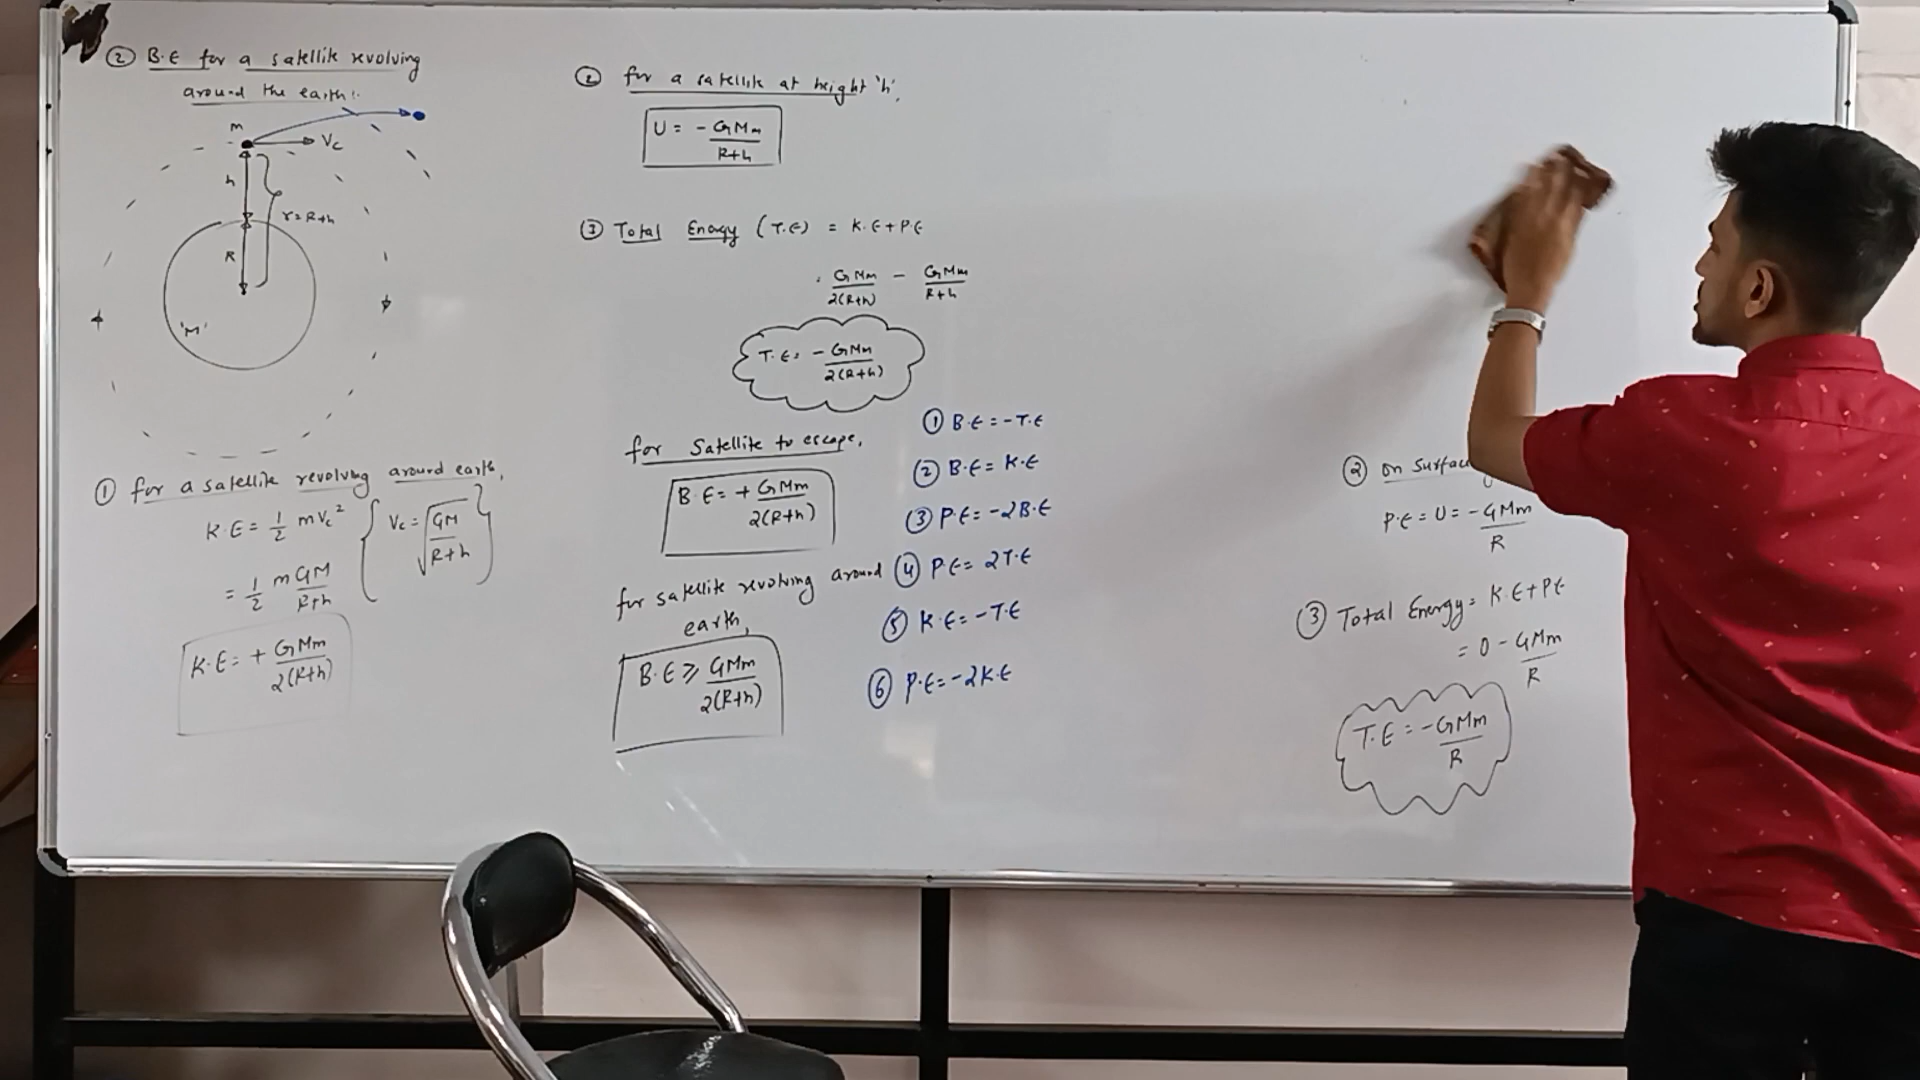 ② B.E for a satellite revolving
around the earth:
m
Vc
h
r=R+h
R
'M'
① for a satellite revolving around earth,
K.E = 1/2 mVc² { Vc = √(GM/(R+h)) }
= 1/2 m GM/(R+h)
K.E = + GMm/2(R+h)
② for a satellite at height 'h',
U = - GMm/(R+h)
③ Total Energy (T.E) = K.E + P.E
= GMm/2(R+h) - GMm/(R+h)
T.E = - GMm/2(R+h)
for Satellite to escape,
B.E = + GMm/2(R+h)
for satellite revolving around
earth,
B.E ⩾ GMm/2(R+h)
① B.E = -T.E
② B.E = K.E
③ P.E = -2B.E
④ P.E = 2T.E
⑤ K.E = -T.E
⑥ P.E = -2K.E
② on
P.E = U = - GMm/R
③ Total Energy = K.E + P.E
= 0 - GMm/R
T.E = - GMm/R